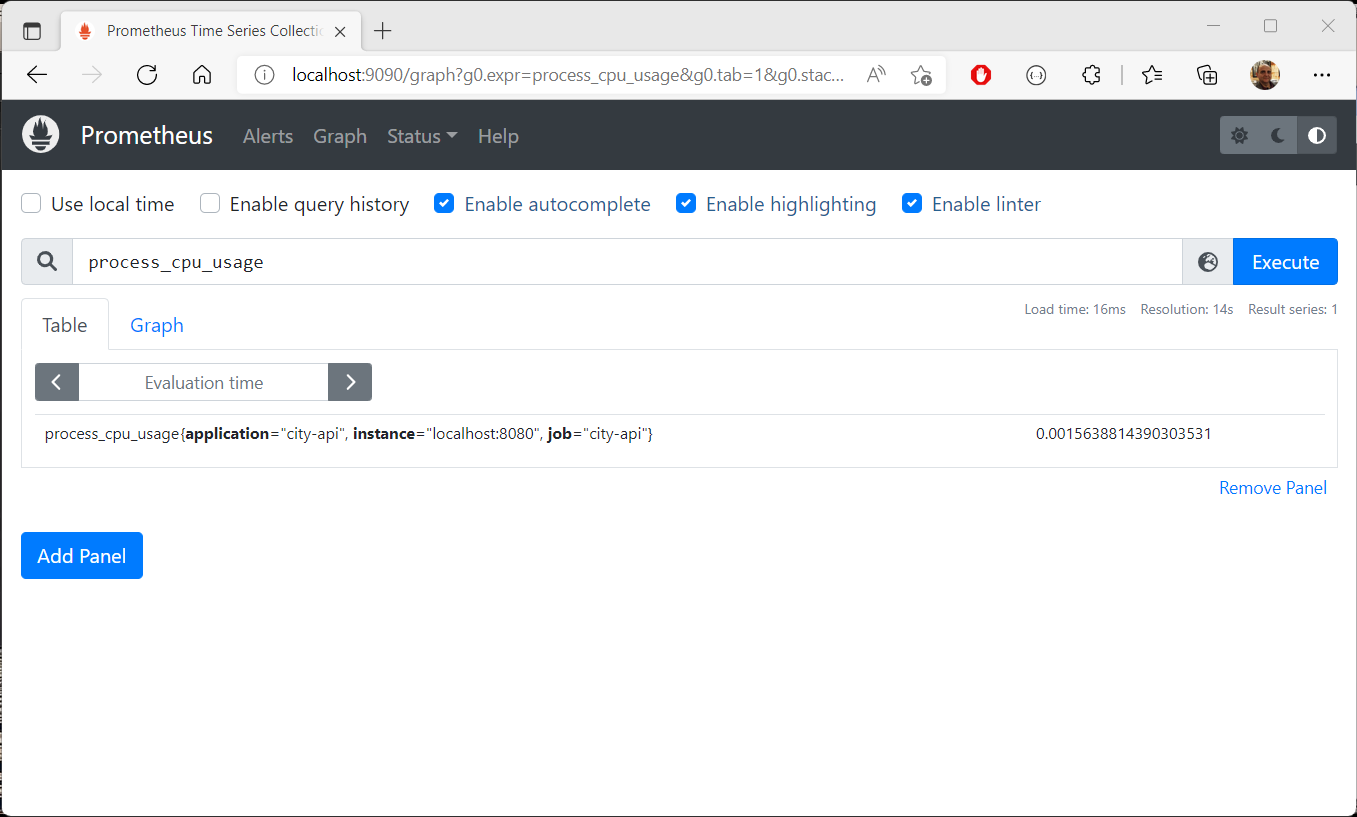 Prometheus Time Series Collectic
localhost:9090/graph?g0.expr=process_cpu_usage&g0.tab=1&g0.stac...
Prometheus Alerts Graph Status Help
Use local time Enable query history Enable autocomplete Enable highlighting Enable linter
process_cpu_usage Execute
Load time: 16ms Resolution: 14s Result series: 1
Table Graph
Evaluation time
process_cpu_usage{application="city-api", instance="localhost:8080", job="city-api"} 0.0015638814390303531
Remove Panel
Add Panel